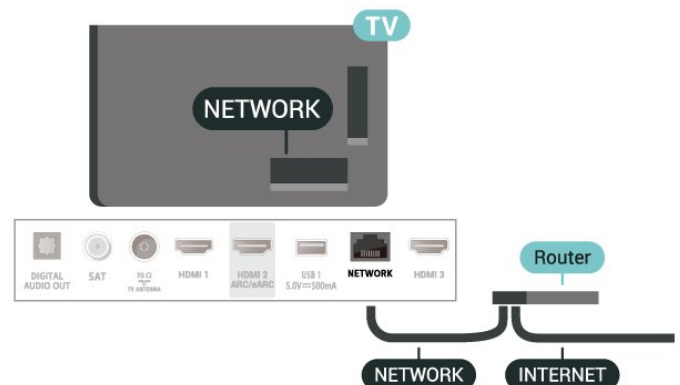 TV
NETWORK
DIGITAL
AUDIO OUT
SAT
75 Ω
TV ANTENNA
HDMI 1
HDMI 2
ARC/eARC
USB 1
5.0V⎓500mA
NETWORK
HDMI 3
Router
NETWORK
INTERNET